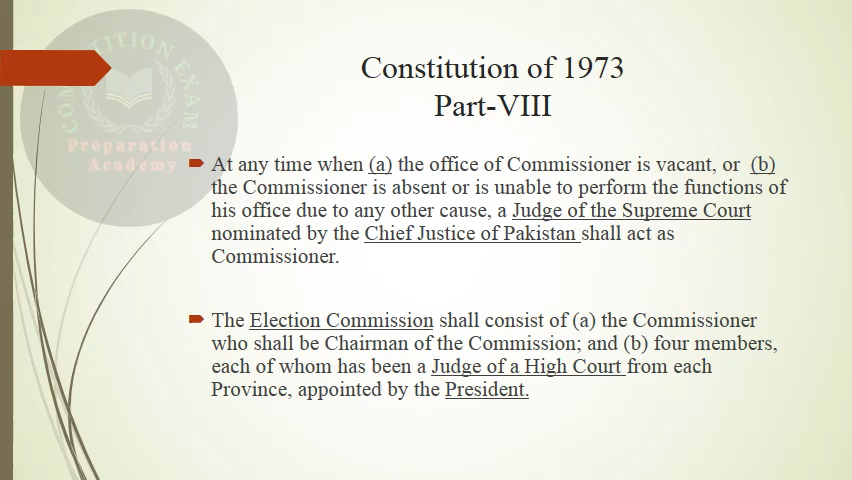 COMPETITION EXAM
Preparation
Academy
Constitution of 1973
Part-VIII
At any time when (a) the office of Commissioner is vacant, or (b)
the Commissioner is absent or is unable to perform the functions of
his office due to any other cause, a Judge of the Supreme Court
nominated by the Chief Justice of Pakistan shall act as
Commissioner.
The Election Commission shall consist of (a) the Commissioner
who shall be Chairman of the Commission; and (b) four members,
each of whom has been a Judge of a High Court from each
Province, appointed by the President.